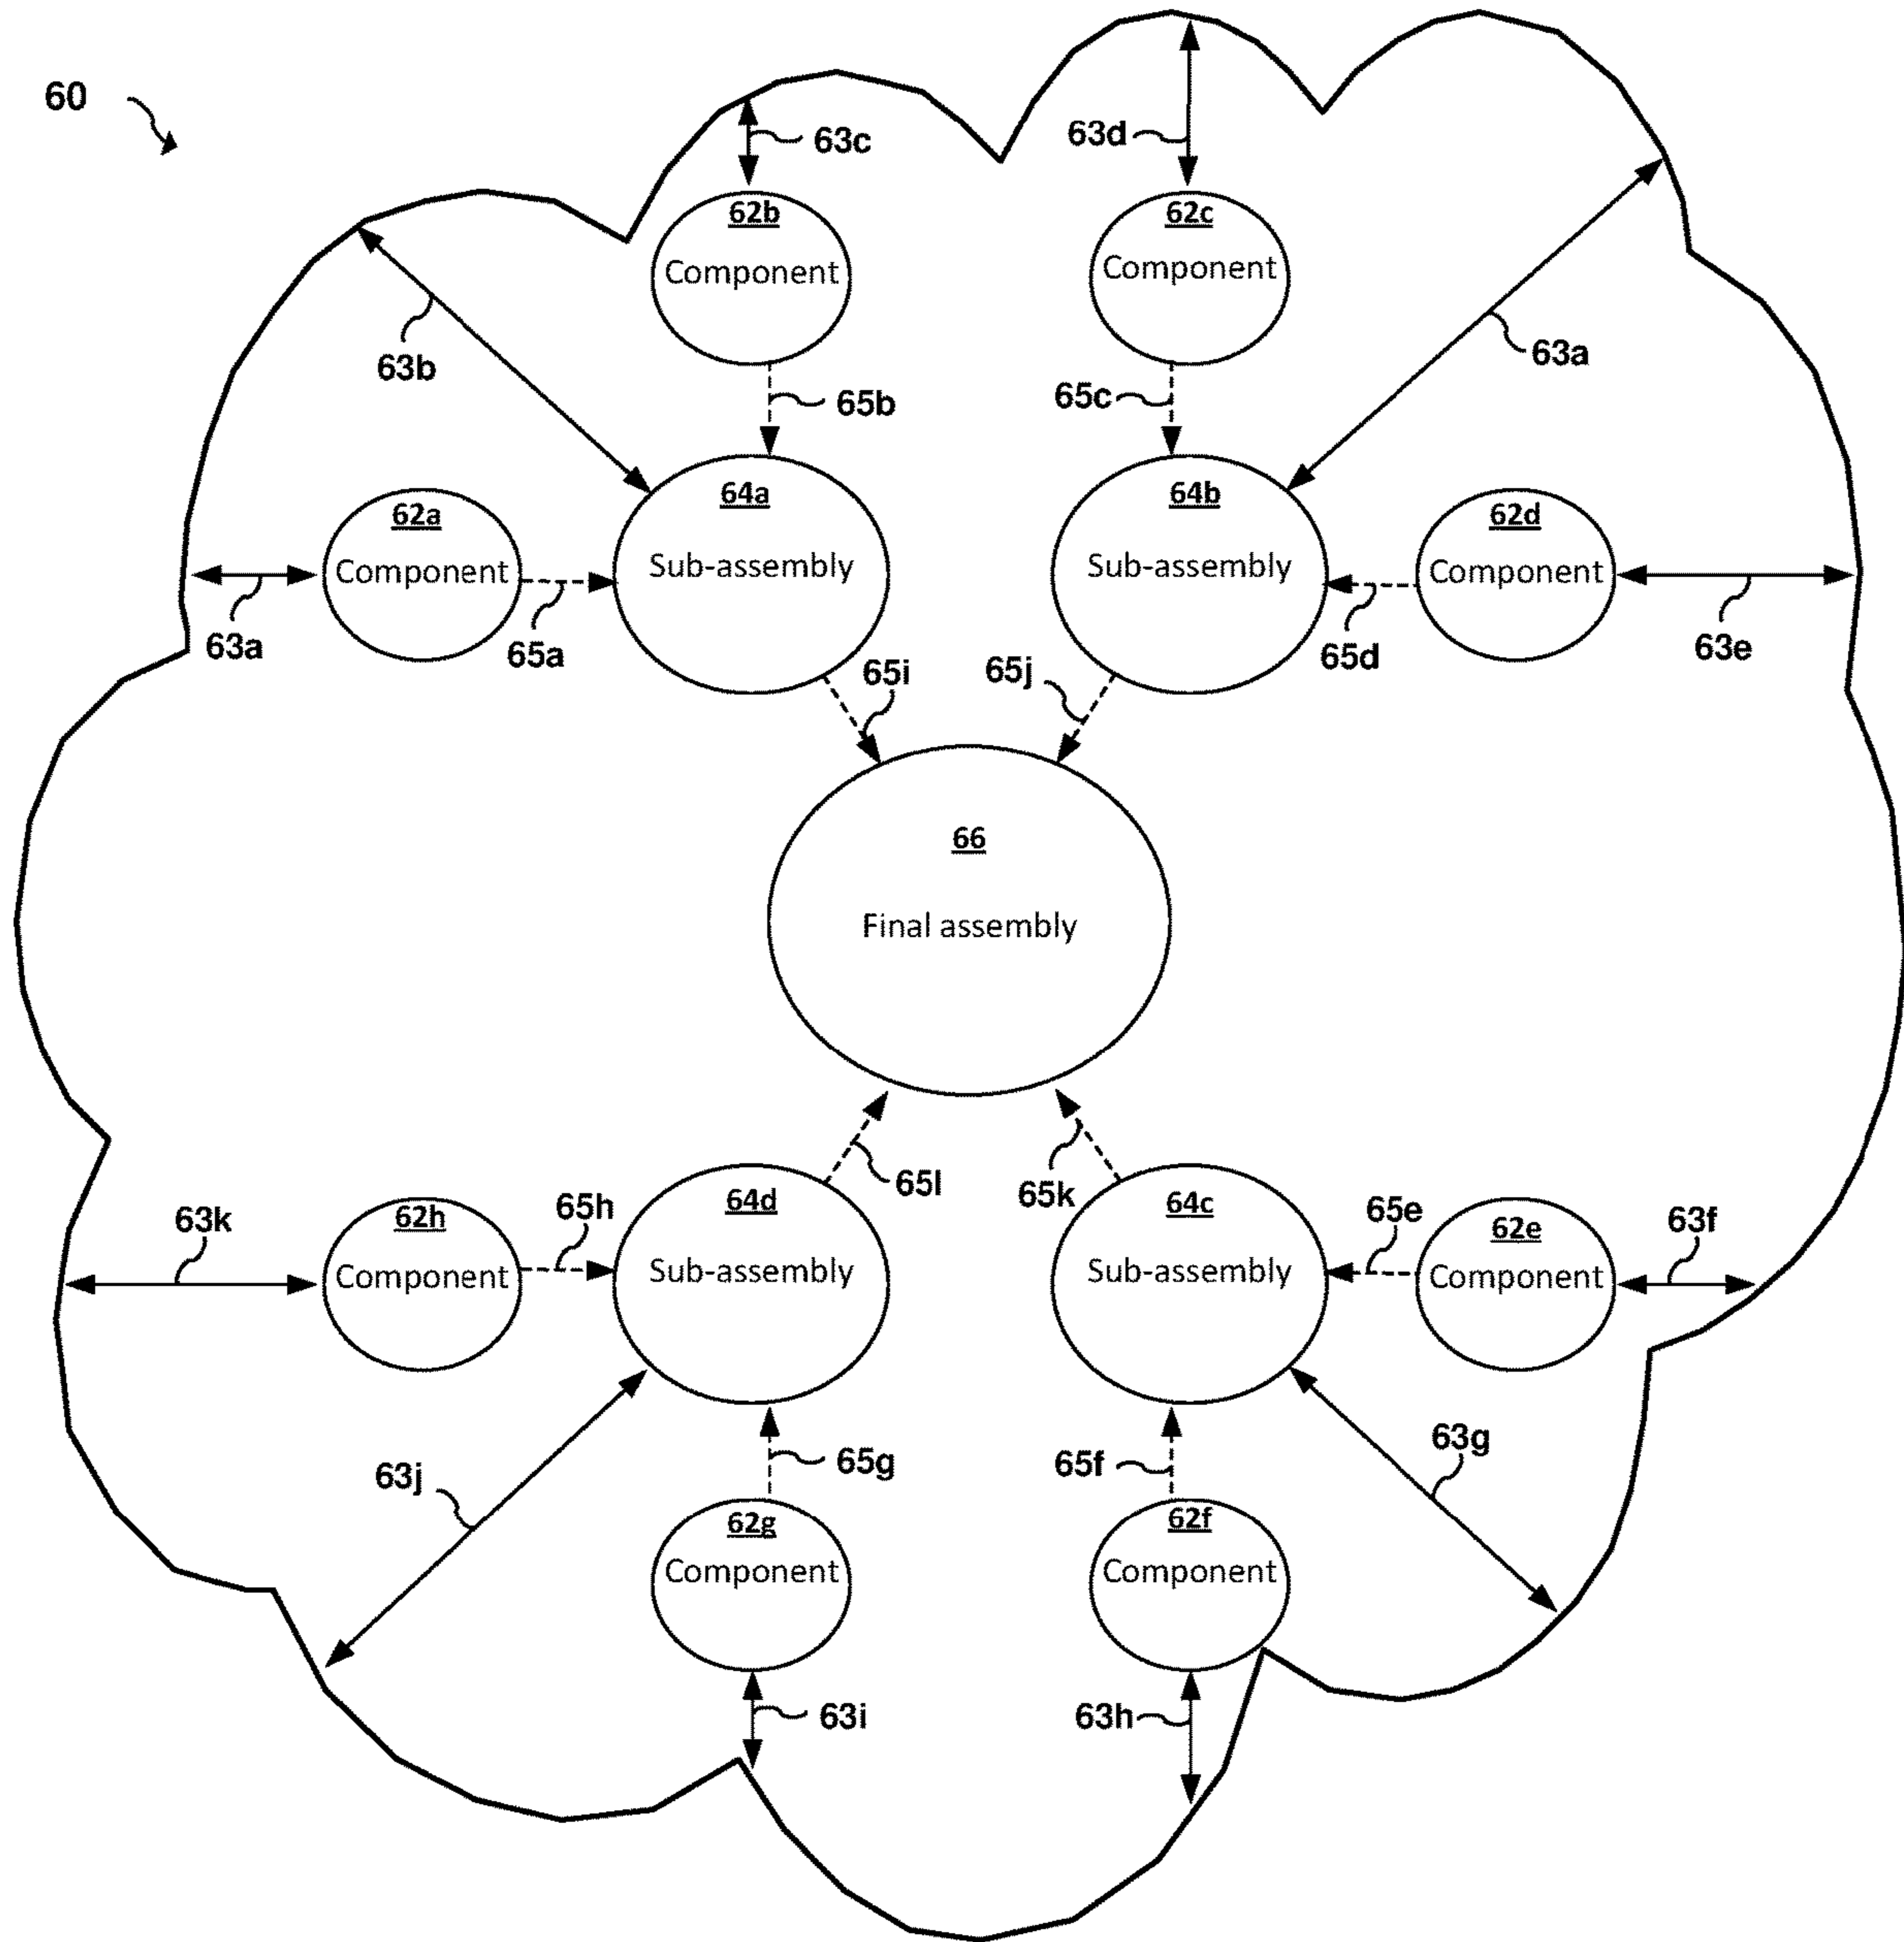 60
63c
63d
62b
Component
62c
Component
63b
63a
65b
65c
64a
Sub-assembly
64b
Sub-assembly
62a
Component
62d
Component
63a
65a
65d
63e
65i
65j
66
Final assembly
65l
65k
63k
65h
65e
63f
62h
Component
64d
Sub-assembly
64c
Sub-assembly
62e
Component
63j
65g
65f
63g
62g
Component
62f
Component
63i
63h